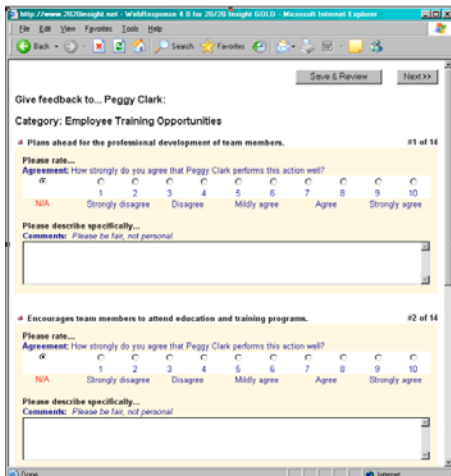 http://www.2020insight.net - WebResponse 4.0 for 20/20 Insight GOLD - Microsoft Internet Explorer
File Edit View Favorites Tools Help
Back Search Favorites
Save & Review Next >>
Give feedback to... Peggy Clark:
Category: Employee Training Opportunities
Plans ahead for the professional development of team members. #1 of 14
Please rate...
Agreement: How strongly do you agree that Peggy Clark performs this action well?
1 2 3 4 5 6 7 8 9 10
N/A Strongly disagree Disagree Mildly agree Agree Strongly agree
Please describe specifically...
Comments: Please be fair, not personal.
Encourages team members to attend education and training programs. #2 of 14
Please rate...
Agreement: How strongly do you agree that Peggy Clark performs this action well?
1 2 3 4 5 6 7 8 9 10
N/A Strongly disagree Disagree Mildly agree Agree Strongly agree
Please describe specifically...
Comments: Please be fair, not personal.
Done Internet